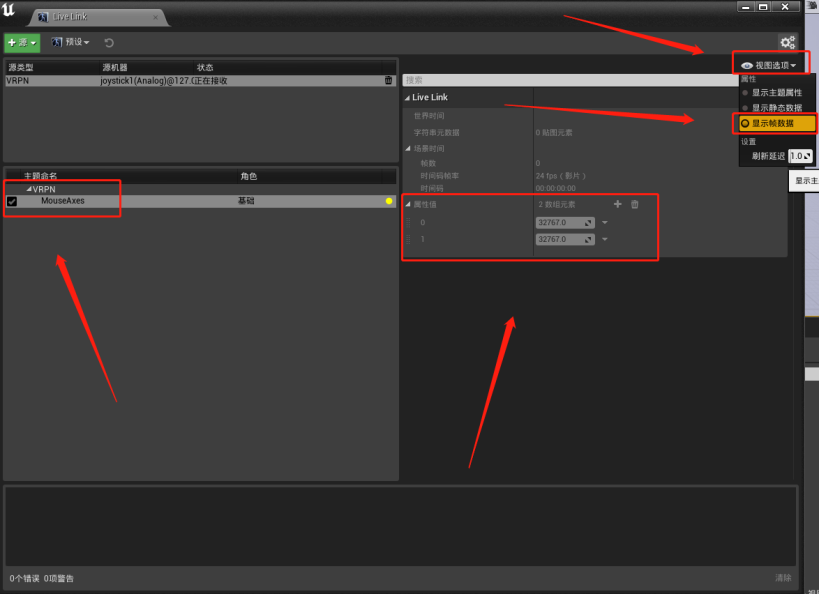 Live Link
源
预设
视图选项
源类型 源机器 状态
VRPN joystick1(Analog)@127.0 正在接收
搜索
属性
显示主题属性
显示静态数据
显示帧数据
设置
刷新延迟 1.0
显示主
Live Link
世界时间
字符串元数据 0 贴图元素
场景时间
帧数 0
时间码帧率 24 fps（影片）
时间码 00:00:00.00
属性值 2 数组元素
0 32767.0
1 32767.0
主题命名 角色
VRPN
MouseAxes 基础
0个错误 0项警告
清除